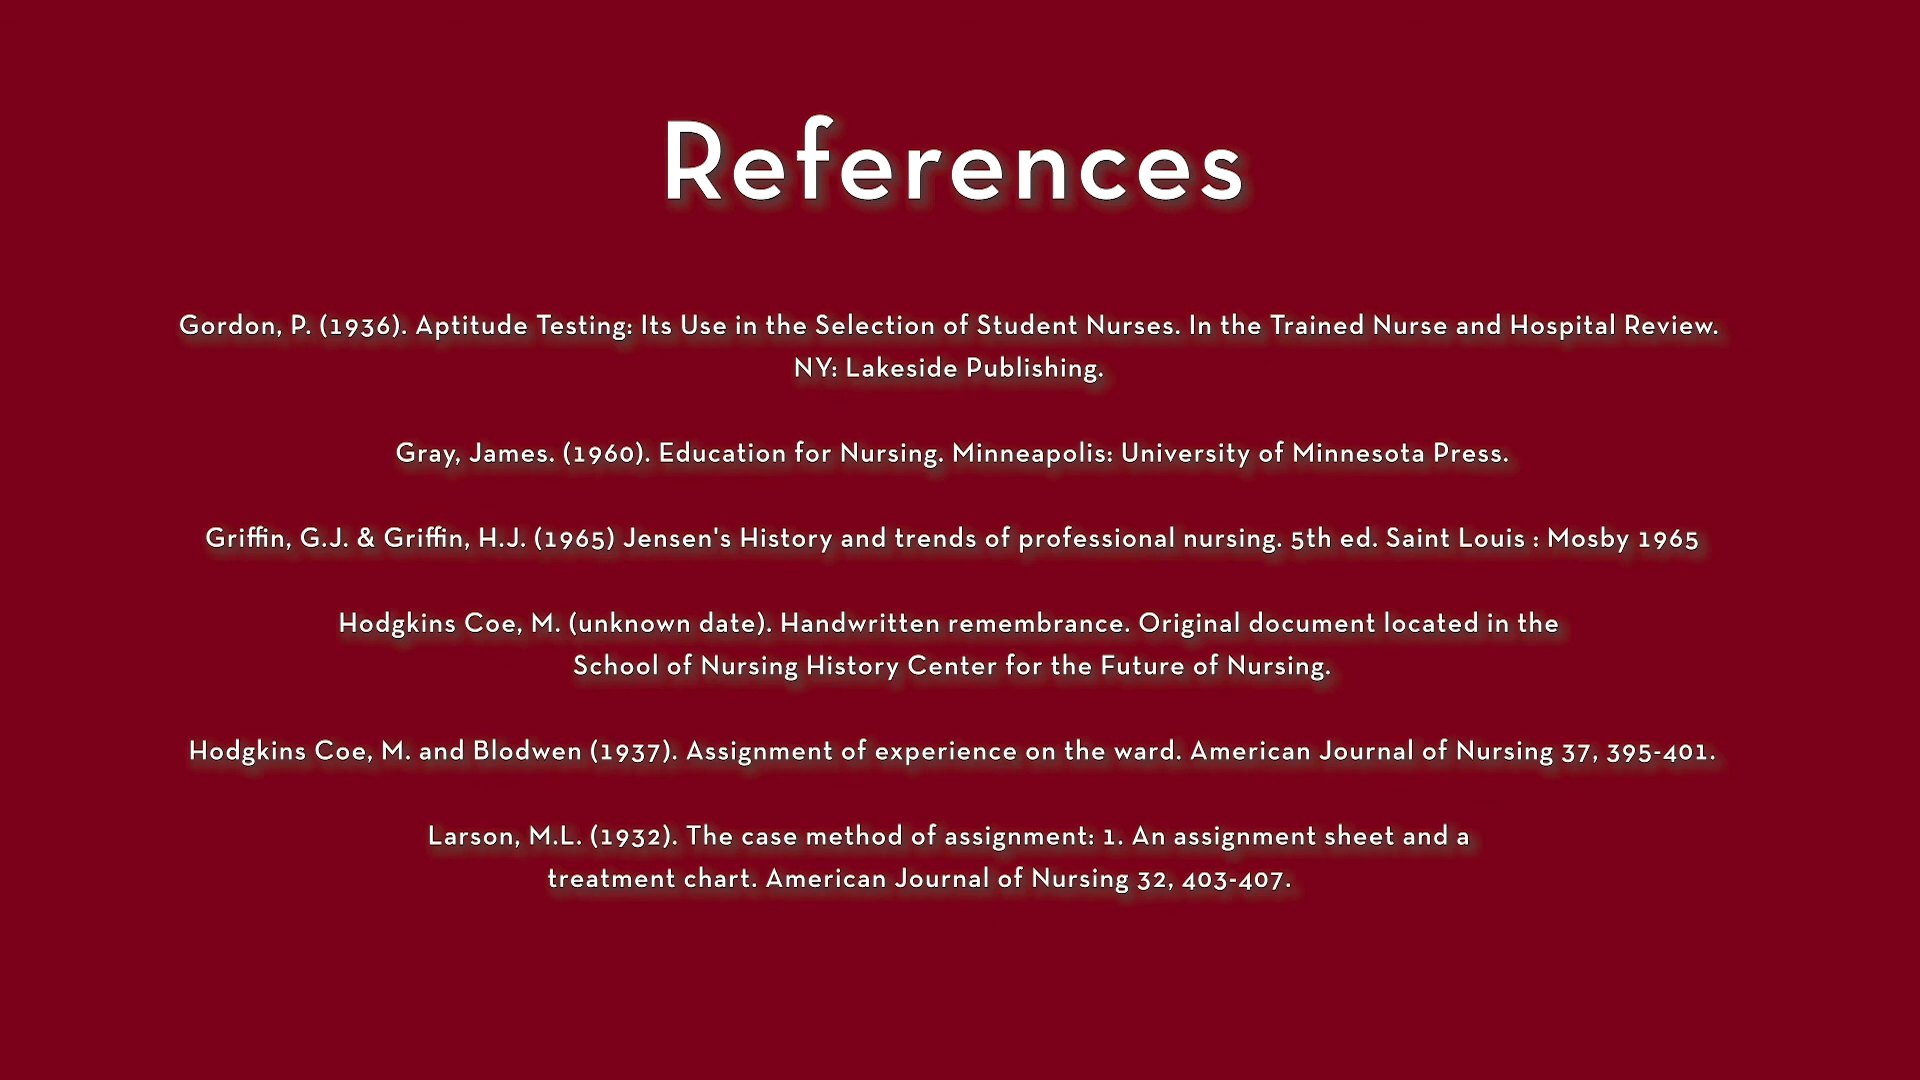 References
Gordon, P. (1936). Aptitude Testing: Its Use in the Selection of Student Nurses. In the Trained Nurse and Hospital Review.
NY: Lakeside Publishing.
Gray, James. (1960). Education for Nursing. Minneapolis: University of Minnesota Press.
Griffin, G.J. & Griffin, H.J. (1965) Jensen's History and trends of professional nursing. 5th ed. Saint Louis : Mosby 1965
Hodgkins Coe, M. (unknown date). Handwritten remembrance. Original document located in the
School of Nursing History Center for the Future of Nursing.
Hodgkins Coe, M. and Blodwen (1937). Assignment of experience on the ward. American Journal of Nursing 37, 395-401.
Larson, M.L. (1932). The case method of assignment: 1. An assignment sheet and a
treatment chart. American Journal of Nursing 32, 403-407.